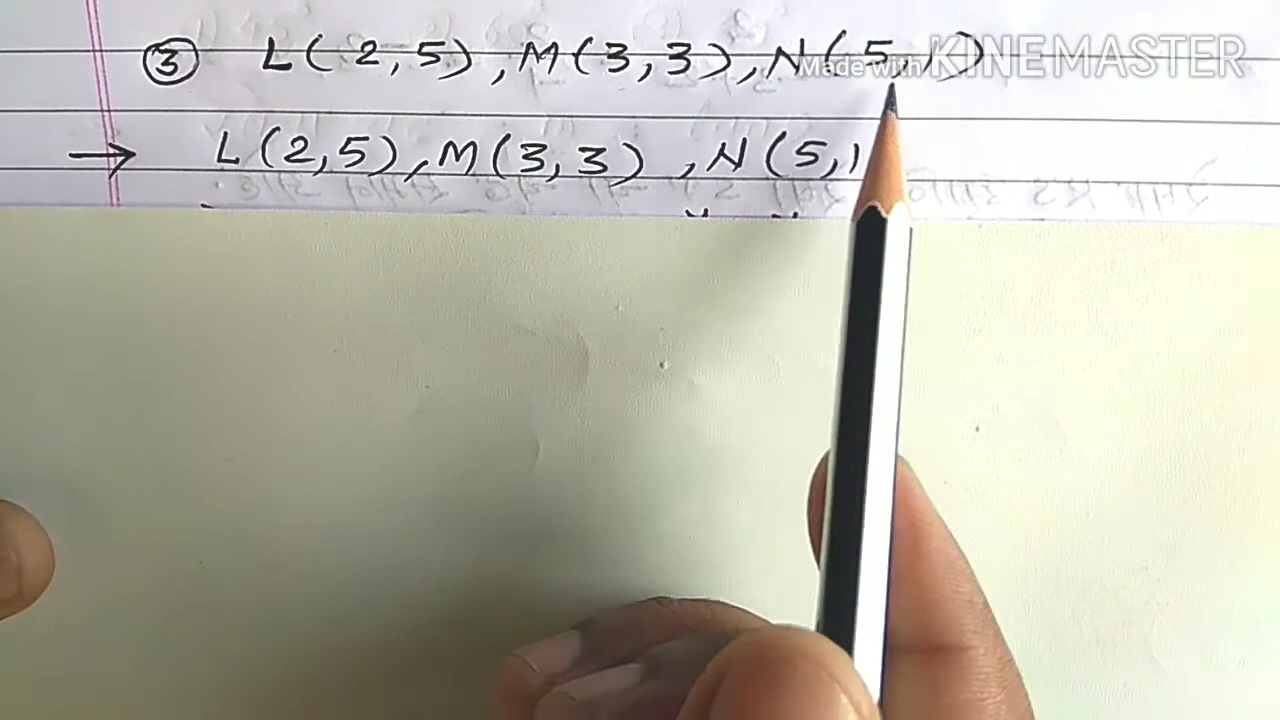 ③ L(2,5), M(3,3), N(5,1)
Made with KINEMASTER
→ L(2,5), M(3,3), N(5,1